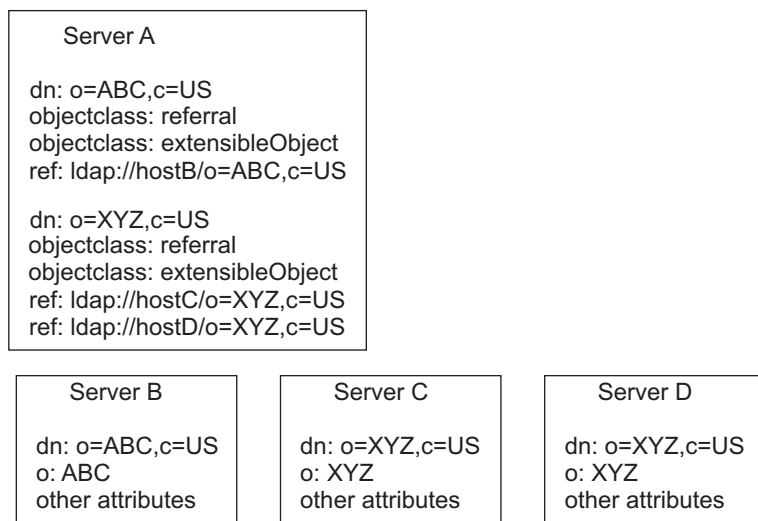 Server A
dn: o=ABC,c=US
objectclass: referral
objectclass: extensibleObject
ref: ldap://hostB/o=ABC,c=US
dn: o=XYZ,c=US
objectclass: referral
objectclass: extensibleObject
ref: ldap://hostC/o=XYZ,c=US
ref: ldap://hostD/o=XYZ,c=US
Server B
dn: o=ABC,c=US
o: ABC
other attributes
Server C
dn: o=XYZ,c=US
o: XYZ
other attributes
Server D
dn: o=XYZ,c=US
o: XYZ
other attributes